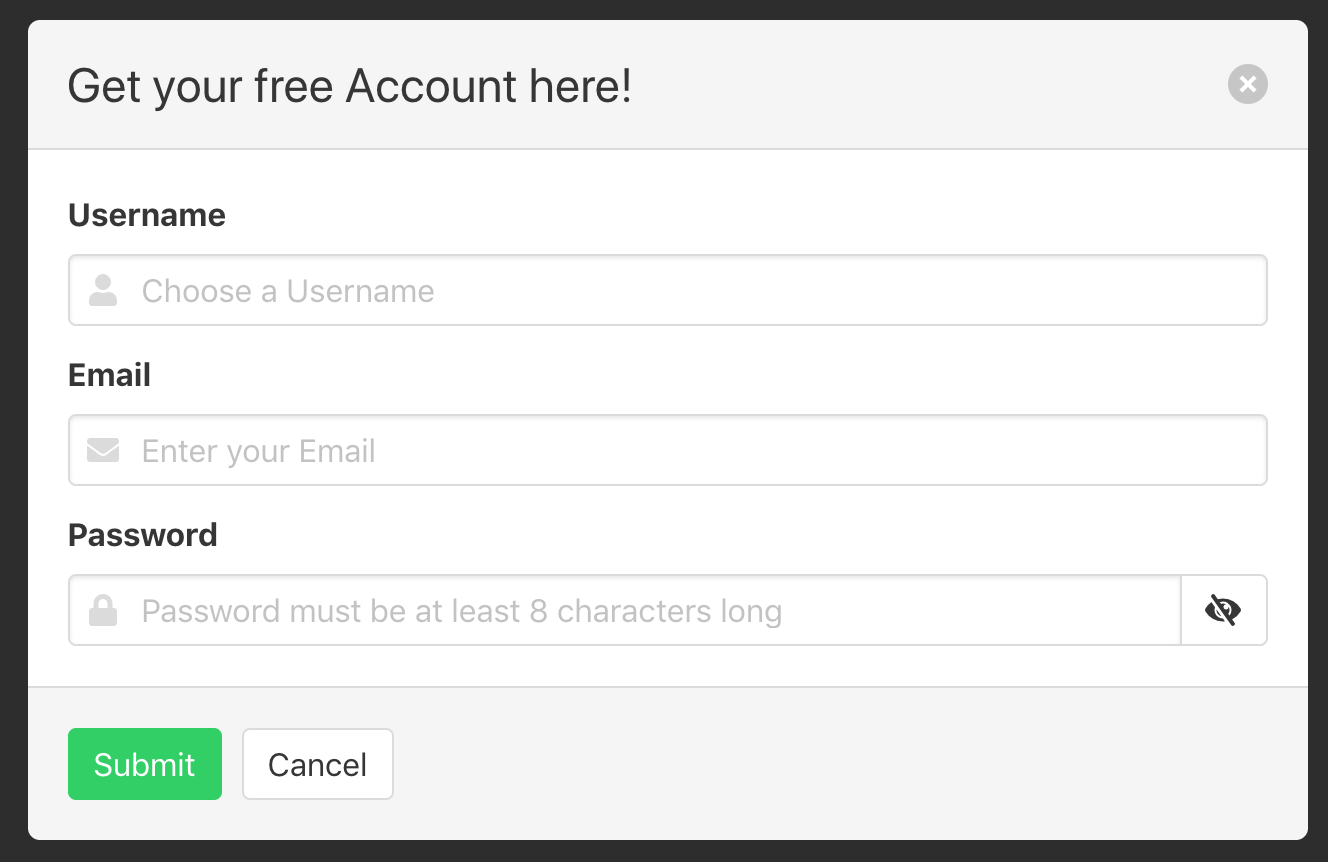 Get your free Account here!
Username
Choose a Username
Email
Enter your Email
Password
Password must be at least 8 characters long
Submit Cancel